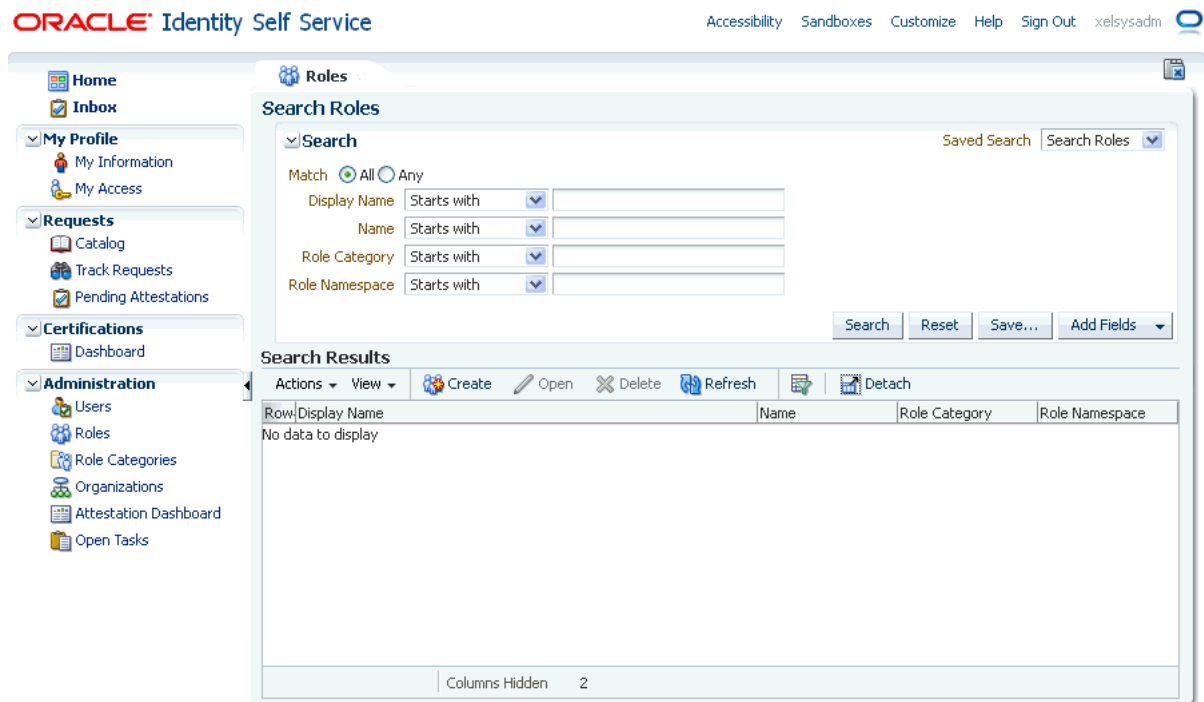 ORACLE Identity Self Service
Accessibility Sandboxes Customize Help Sign Out xelsysadm
Home
Inbox
My Profile
My Information
My Access
Requests
Catalog
Track Requests
Pending Attestations
Certifications
Dashboard
Administration
Users
Roles
Role Categories
Organizations
Attestation Dashboard
Open Tasks
Roles
Search Roles
Search
Saved Search Search Roles
Match All Any
Display Name Starts with
Name Starts with
Role Category Starts with
Role Namespace Starts with
Search Reset Save... Add Fields
Search Results
Actions View Create Open Delete Refresh Detach
Row Display Name Name Role Category Role Namespace
No data to display
Columns Hidden 2